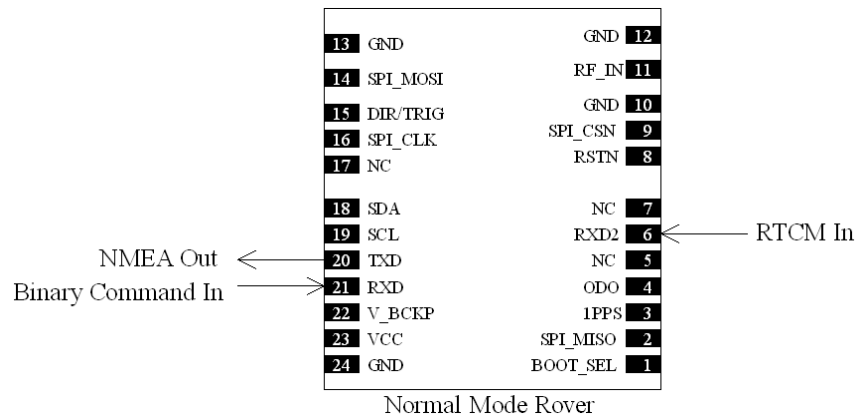 13 GND
GND 12
14 SPI_MOSI
RF_IN 11
15 DIR/TRIG
GND 10
16 SPI_CLK
SPI_CSN 9
17 NC
RSTN 8
18 SDA
NC 7
19 SCL
RXD2 6
RTCM In
NMEA Out
20 TXD
NC 5
Binary Command In
21 RXD
ODO 4
22 V_BCKP
1PPS 3
23 VCC
SPI_MISO 2
24 GND
BOOT_SEL 1
Normal Mode Rover